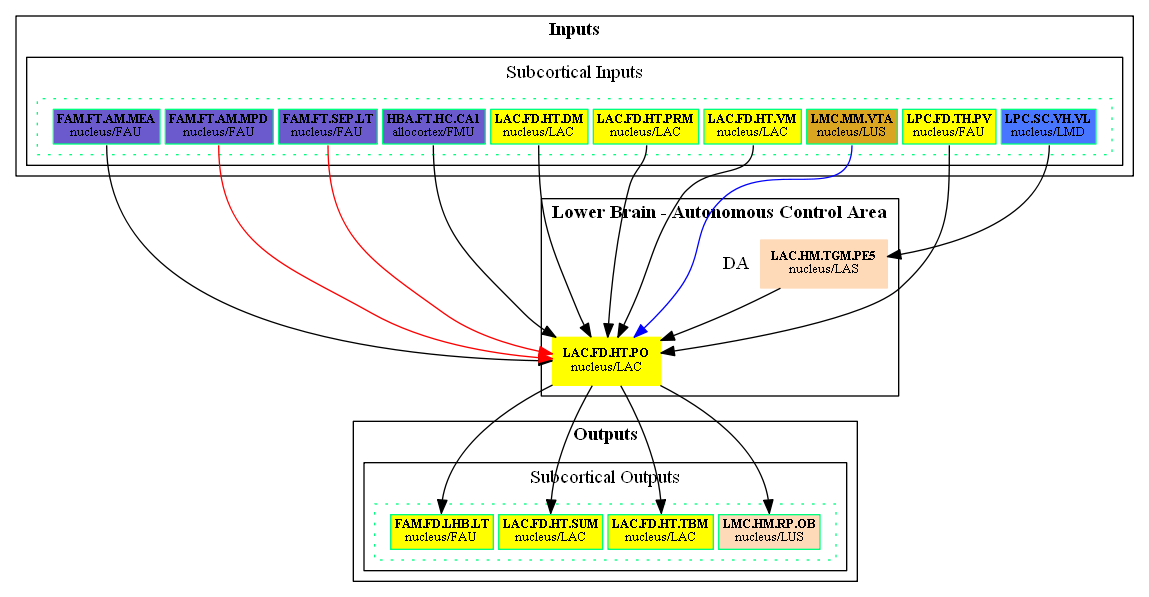 Inputs
Subcortical Inputs
FAM.FT.AM.MEA
nucleus/FAU
FAM.FT.AM.MPD
nucleus/FAU
FAM.FT.SEP.LT
nucleus/FAU
HBA.FT.HC.CA1
allocortex/FMU
LAC.FD.HT.DM
nucleus/LAC
LAC.FD.HT.PRM
nucleus/LAC
LAC.FD.HT.VM
nucleus/LAC
LMC.MM.VTA
nucleus/LUS
LPC.FD.TH.PV
nucleus/FAU
LPC.SC.VH.VL
nucleus/LMD
Lower Brain - Autonomous Control Area
DA
LAC.HM.TGM.PE5
nucleus/LAS
LAC.FD.HT.PO
nucleus/LAC
Outputs
Subcortical Outputs
FAM.FD.LHB.LT
nucleus/FAU
LAC.FD.HT.SUM
nucleus/LAC
LAC.FD.HT.TBM
nucleus/LAC
LMC.HM.RP.OB
nucleus/LUS